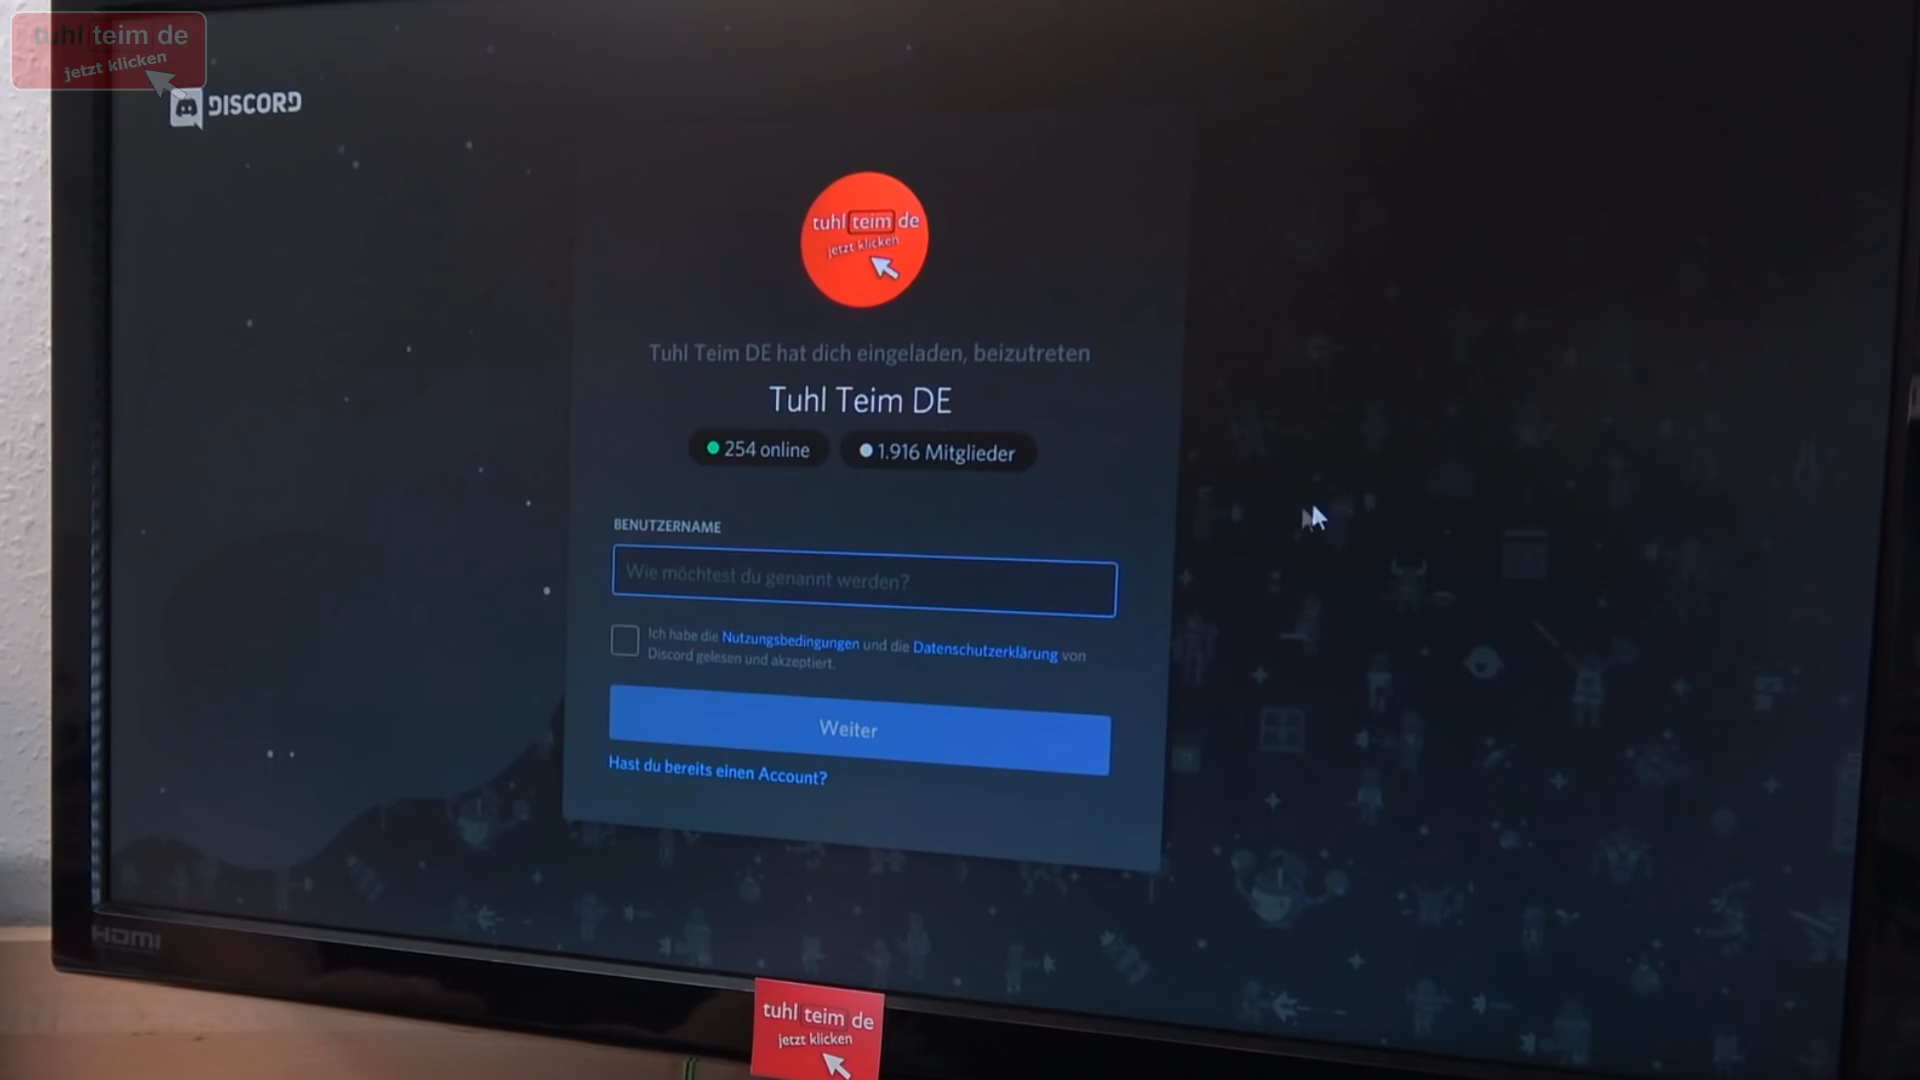 tuhl teim de
jetzt klicken
DISCORD
tuhl teim de
jetzt klicken
Tuhl Teim DE hat dich eingeladen, beizutreten
Tuhl Teim DE
254 online
1.916 Mitglieder
BENUTZERNAME
Wie möchtest du genannt werden?
Ich habe die Nutzungsbedingungen und die Datenschutzerklärung von
Discord gelesen und akzeptiert.
Weiter
Hast du bereits einen Account?
HDMI
tuhl teim de
jetzt klicken